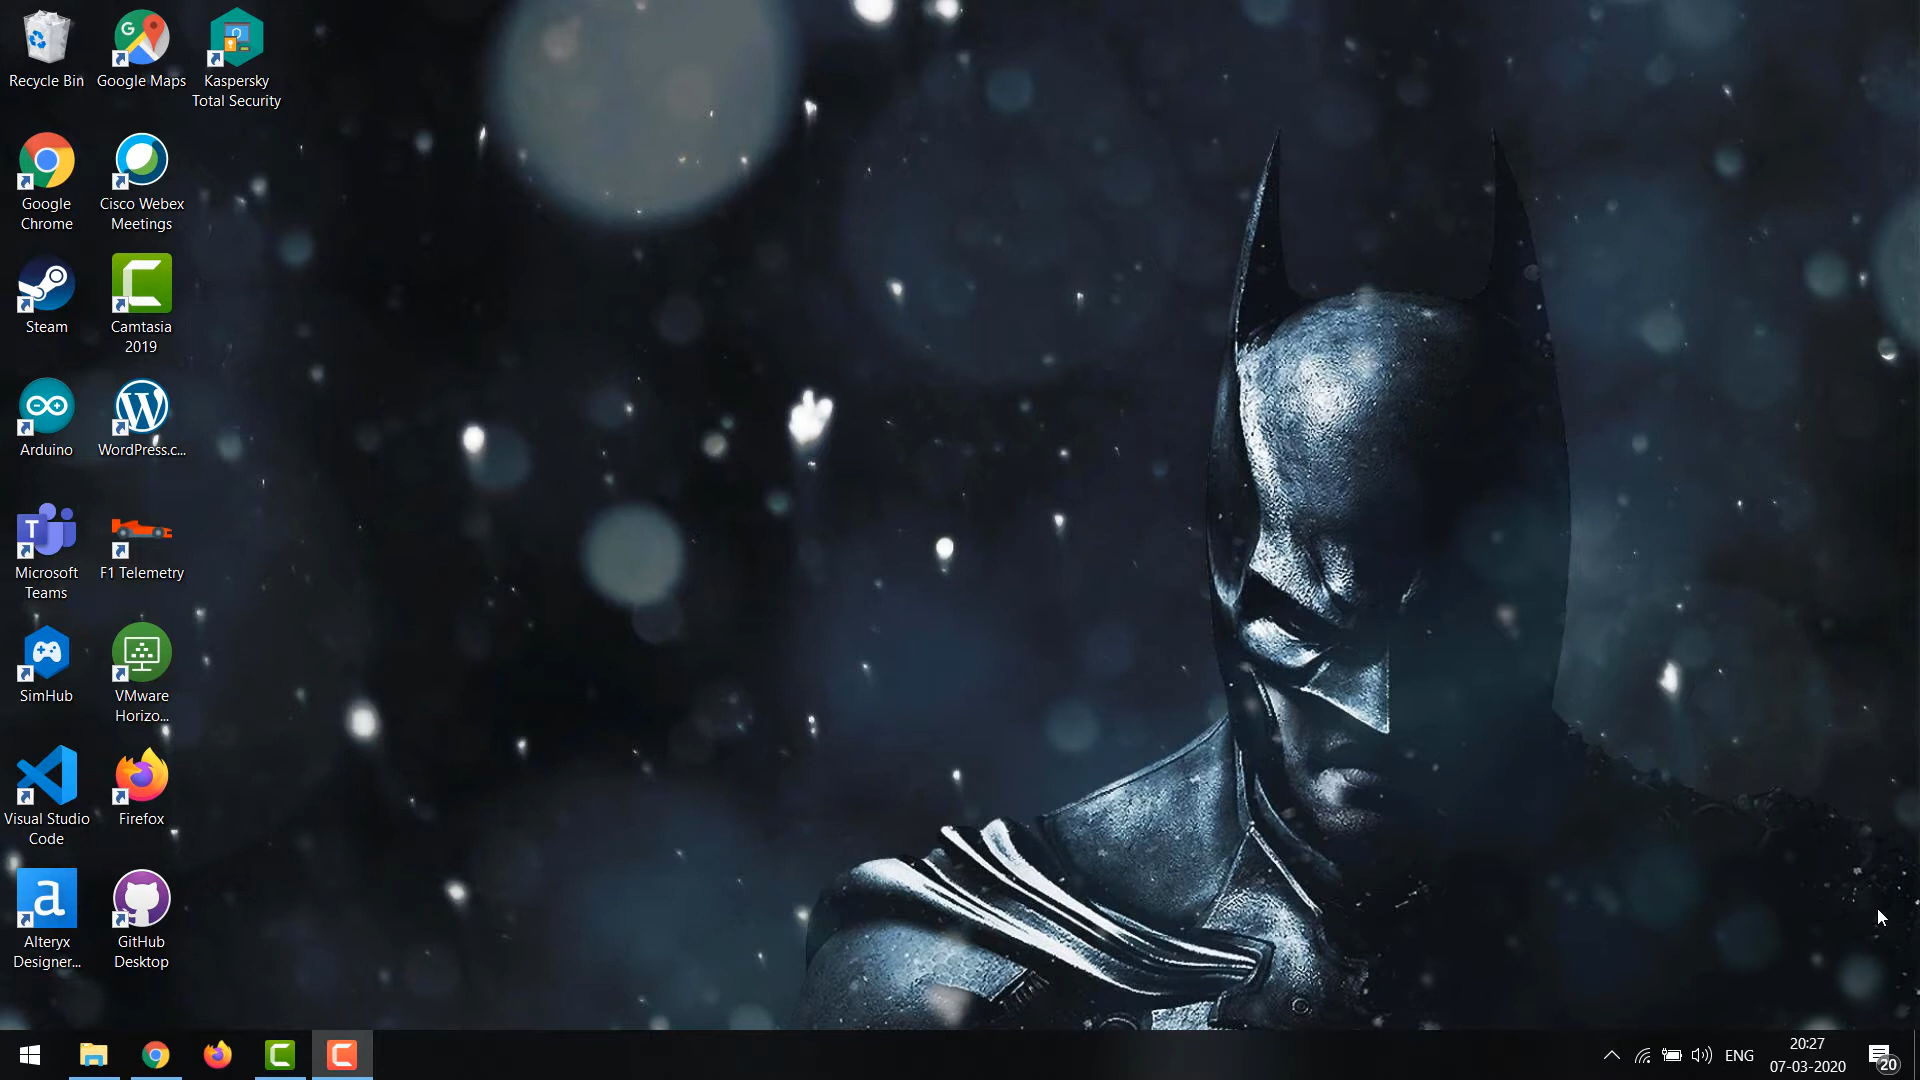 Recycle Bin
Google Maps
Kaspersky
Total Security
Google
Chrome
Cisco Webex
Meetings
Steam
Camtasia
2019
Arduino
WordPress.c...
Microsoft
Teams
F1 Telemetry
SimHub
VMware
Horizo...
Visual Studio
Code
Firefox
Alteryx
Designer...
GitHub
Desktop
ENG
20:27
07-03-2020
20